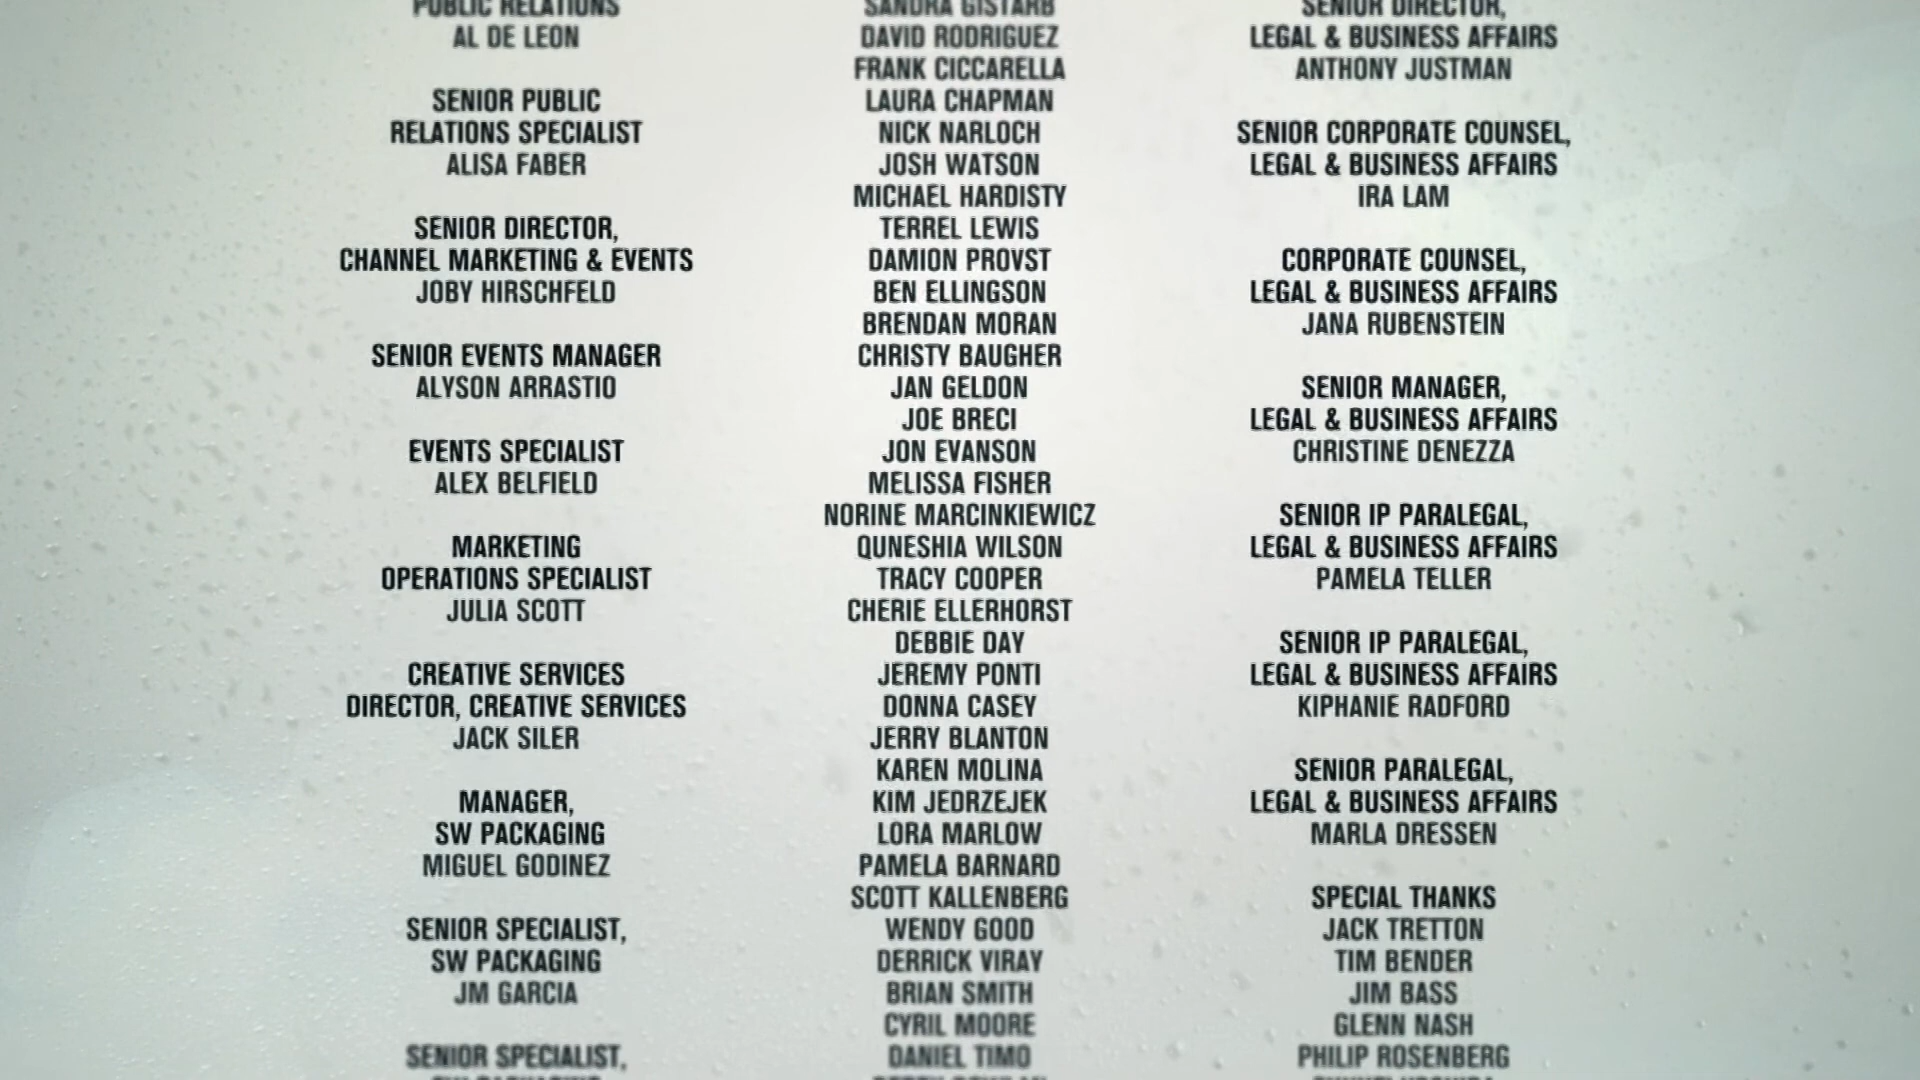 PUBLIC RELATIONS
AL DE LEON
SENIOR PUBLIC
RELATIONS SPECIALIST
ALISA FABER
SENIOR DIRECTOR,
CHANNEL MARKETING & EVENTS
JOBY HIRSCHFELD
SENIOR EVENTS MANAGER
ALYSON ARRASTIO
EVENTS SPECIALIST
ALEX BELFIELD
MARKETING
OPERATIONS SPECIALIST
JULIA SCOTT
CREATIVE SERVICES
DIRECTOR, CREATIVE SERVICES
JACK SILER
MANAGER,
SW PACKAGING
MIGUEL GODINEZ
SENIOR SPECIALIST,
SW PACKAGING
JM GARCIA
SENIOR SPECIALIST,
SW PACKAGING
SANDRA GISTARB
DAVID RODRIGUEZ
FRANK CICCARELLA
LAURA CHAPMAN
NICK NARLOCH
JOSH WATSON
MICHAEL HARDISTY
TERREL LEWIS
DAMION PROVST
BEN ELLINGSON
BRENDAN MORAN
CHRISTY BAUGHER
JAN GELDON
JOE BRECI
JON EVANSON
MELISSA FISHER
NORINE MARCINKIEWICZ
QUNESHIA WILSON
TRACY COOPER
CHERIE ELLERHORST
DEBBIE DAY
JEREMY PONTI
DONNA CASEY
JERRY BLANTON
KAREN MOLINA
KIM JEDRZEJEK
LORA MARLOW
PAMELA BARNARD
SCOTT KALLENBERG
WENDY GOOD
DERRICK VIRAY
BRIAN SMITH
CYRIL MOORE
DANIEL TIMO
SENIOR DIRECTOR,
LEGAL & BUSINESS AFFAIRS
ANTHONY JUSTMAN
SENIOR CORPORATE COUNSEL,
LEGAL & BUSINESS AFFAIRS
IRA LAM
CORPORATE COUNSEL,
LEGAL & BUSINESS AFFAIRS
JANA RUBENSTEIN
SENIOR MANAGER,
LEGAL & BUSINESS AFFAIRS
CHRISTINE DENEZZA
SENIOR IP PARALEGAL,
LEGAL & BUSINESS AFFAIRS
PAMELA TELLER
SENIOR IP PARALEGAL,
LEGAL & BUSINESS AFFAIRS
KIPHANIE RADFORD
SENIOR PARALEGAL,
LEGAL & BUSINESS AFFAIRS
MARLA DRESSEN
SPECIAL THANKS
JACK TRETTON
TIM BENDER
JIM BASS
GLENN NASH
PHILIP ROSENBERG